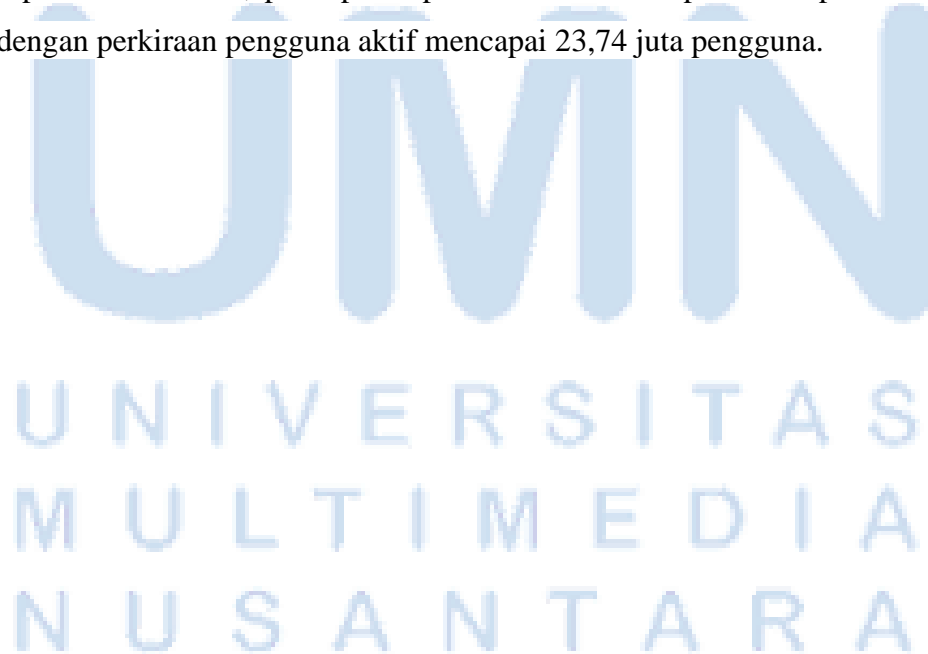 dengan perkiraan pengguna aktif mencapai 23,74 juta pengguna.
UMN
UNIVERSITAS
MULTIMEDIA
NUSANTARA